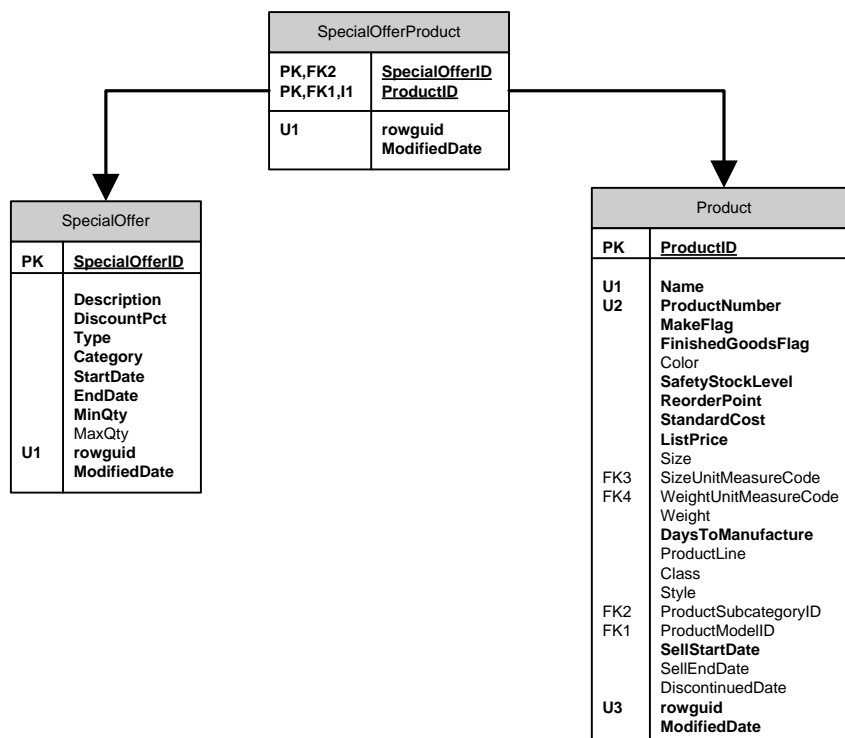 SpecialOfferProduct
PK,FK2 SpecialOfferID
PK,FK1,I1 ProductID
U1 rowguid
ModifiedDate
SpecialOffer
PK SpecialOfferID
Description
DiscountPct
Type
Category
StartDate
EndDate
MinQty
MaxQty
U1 rowguid
ModifiedDate
Product
PK ProductID
U1 Name
U2 ProductNumber
MakeFlag
FinishedGoodsFlag
Color
SafetyStockLevel
ReorderPoint
StandardCost
ListPrice
Size
FK3 SizeUnitMeasureCode
FK4 WeightUnitMeasureCode
Weight
DaysToManufacture
ProductLine
Class
Style
FK2 ProductSubcategoryID
FK1 ProductModelID
SellStartDate
SellEndDate
DiscontinuedDate
U3 rowguid
ModifiedDate